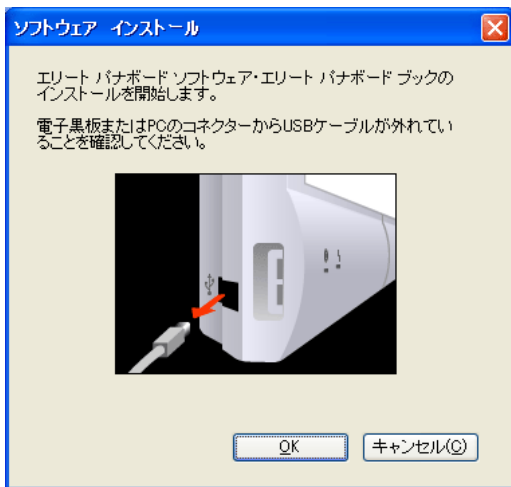 ソフトウェア インストール
エリート パナボード ソフトウェア・エリート パナボード ブックの
インストールを開始します。
電子黒板またはPCのコネクターからUSBケーブルが外れてい
ることを確認してください。
OK
キャンセル(C)